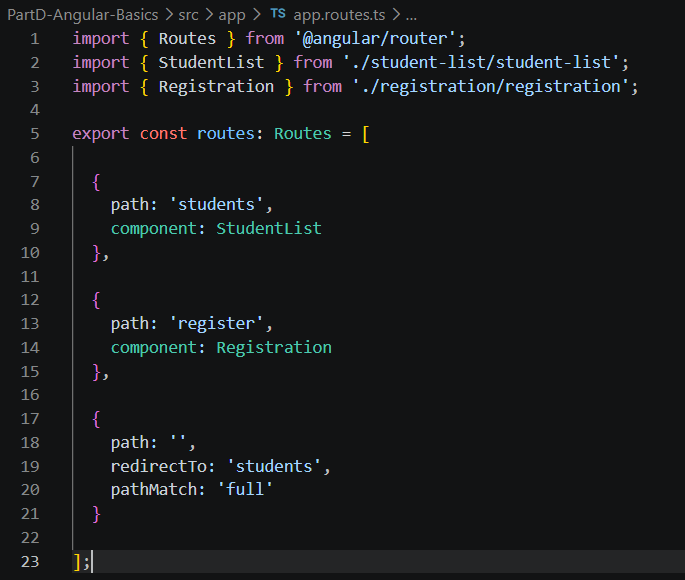 PartD-Angular-Basics > src > app > TS app.routes.ts > ...
1 import { Routes } from '@angular/router';
2 import { StudentList } from './student-list/student-list';
3 import { Registration } from './registration/registration';
4
5 export const routes: Routes = [
6
7   {
8     path: 'students',
9     component: StudentList
10   },
11
12   {
13     path: 'register',
14     component: Registration
15   },
16
17   {
18     path: '',
19     redirectTo: 'students',
20     pathMatch: 'full'
21   }
22
23 ];